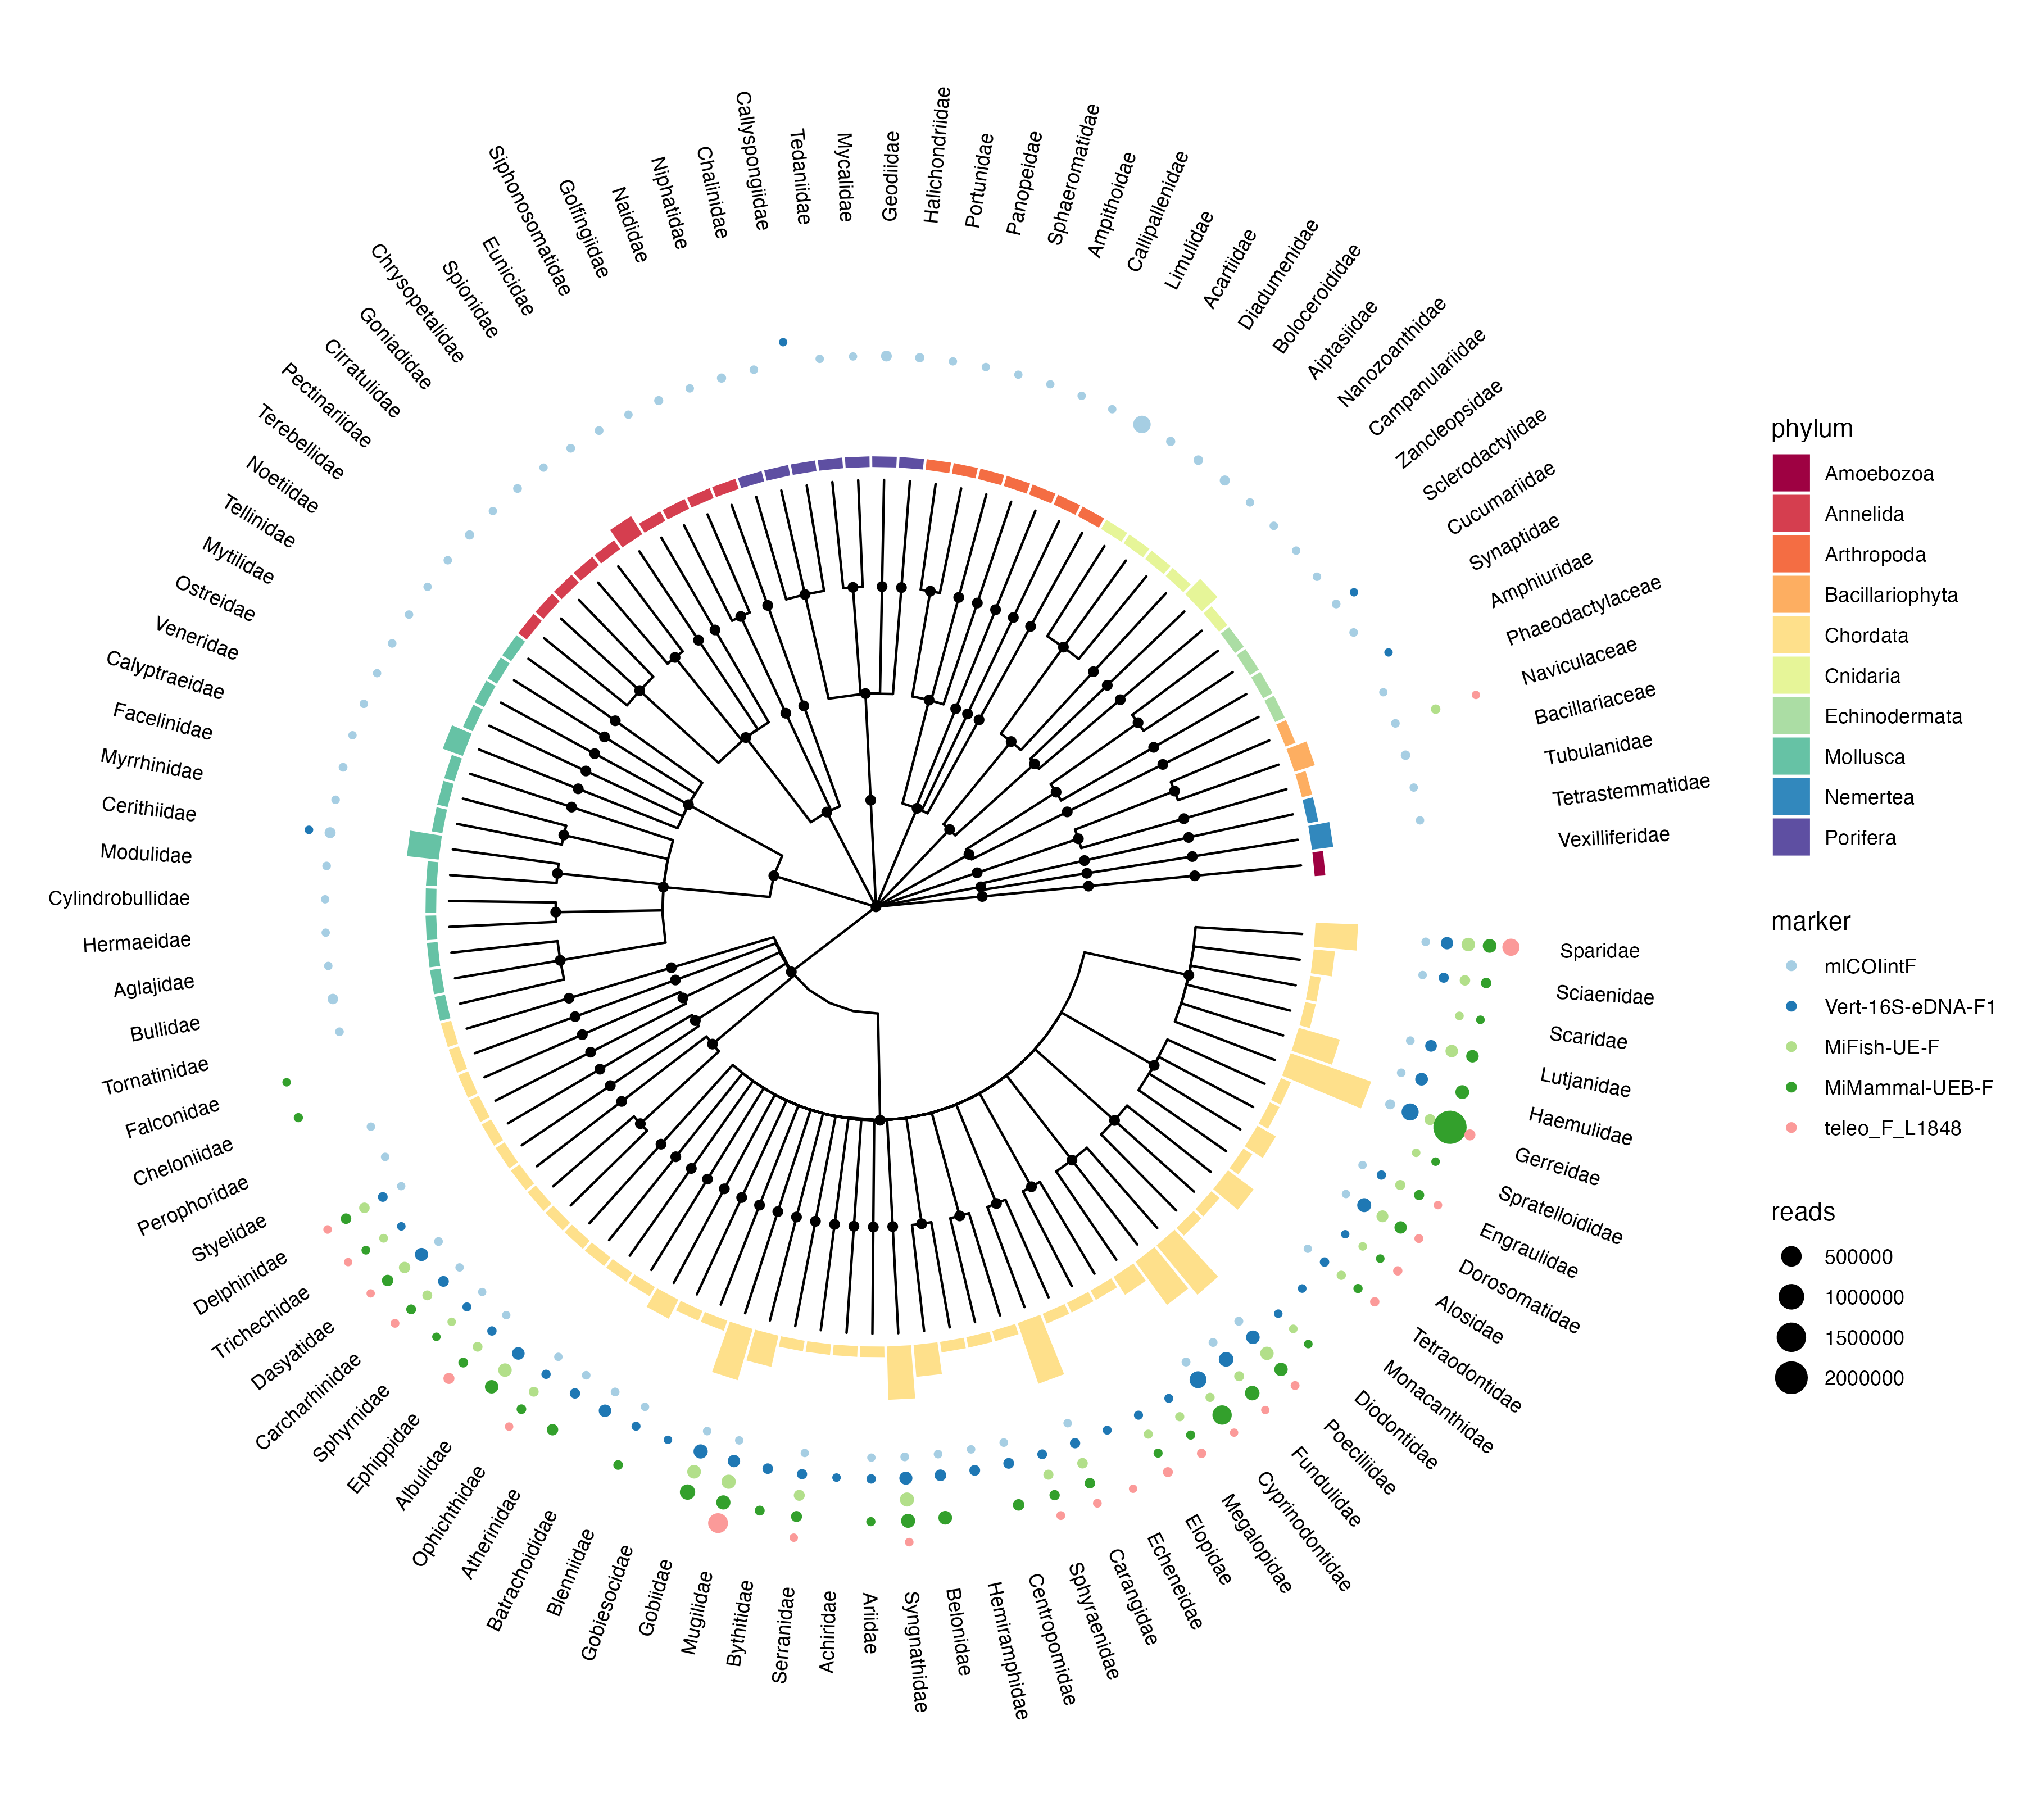 Vexilliferidae
Tetrastemmatidae
Tubulanidae
Bacillariaceae
Naviculaceae
Phaeodactylaceae
Amphiuridae
Synaptidae
Cucumariidae
Sclerodactylidae
Zancleopsidae
Campanulariidae
Nanozoanthidae
Aiptasiidae
Boloceroididae
Diadumenidae
Acartiidae
Limulidae
Callipallenidae
Ampithoidae
Sphaeromatidae
Panopeidae
Portunidae
Halichondriidae
Geodiidae
Mycalidae
Tedaniidae
Callyspongiidae
Chalinidae
Niphatidae
Naididae
Golfingiidae
Siphonosomatidae
Eunicidae
Spionidae
Chrysopetalidae
Goniadidae
Cirratulidae
Pectinariidae
Terebellidae
Noetiidae
Tellinidae
Mytilidae
Ostreidae
Veneridae
Calyptraeidae
Facelinidae
Myrrhinidae
Cerithiidae
Modulidae
Cylindrobullidae
Hermaeidae
Aglajidae
Bullidae
Tornatinidae
Falconidae
Cheloniidae
Perophoridae
Styelidae
Delphinidae
Trichechidae
Dasyatidae
Carcharhinidae
Sphyrnidae
Ephippidae
Albulidae
Ophichthidae
Atherinidae
Batrachoididae
Blenniidae
Gobiesocidae
Gobiidae
Mugilidae
Bythitidae
Serranidae
Achiridae
Ariidae
Syngnathidae
Belonidae
Hemiramphidae
Centropomidae
Sphyraenidae
Carangidae
Echeneidae
Elopidae
Megalopidae
Cyprinodontidae
Fundulidae
Poeciliidae
Diodontidae
Monacanthidae
Tetraodontidae
Alosidae
Dorosomatidae
Engraulidae
Spratelloididae
Gerreidae
Haemulidae
Lutjanidae
Scaridae
Sciaenidae
Sparidae
phylum
Amoebozoa
Annelida
Arthropoda
Bacillariophyta
Chordata
Cnidaria
Echinodermata
Mollusca
Nemertea
Porifera
marker
mlCOIintF
Vert-16S-eDNA-F1
MiFish-UE-F
MiMammal-UEB-F
teleo_F_L1848
reads
500000
1000000
1500000
2000000